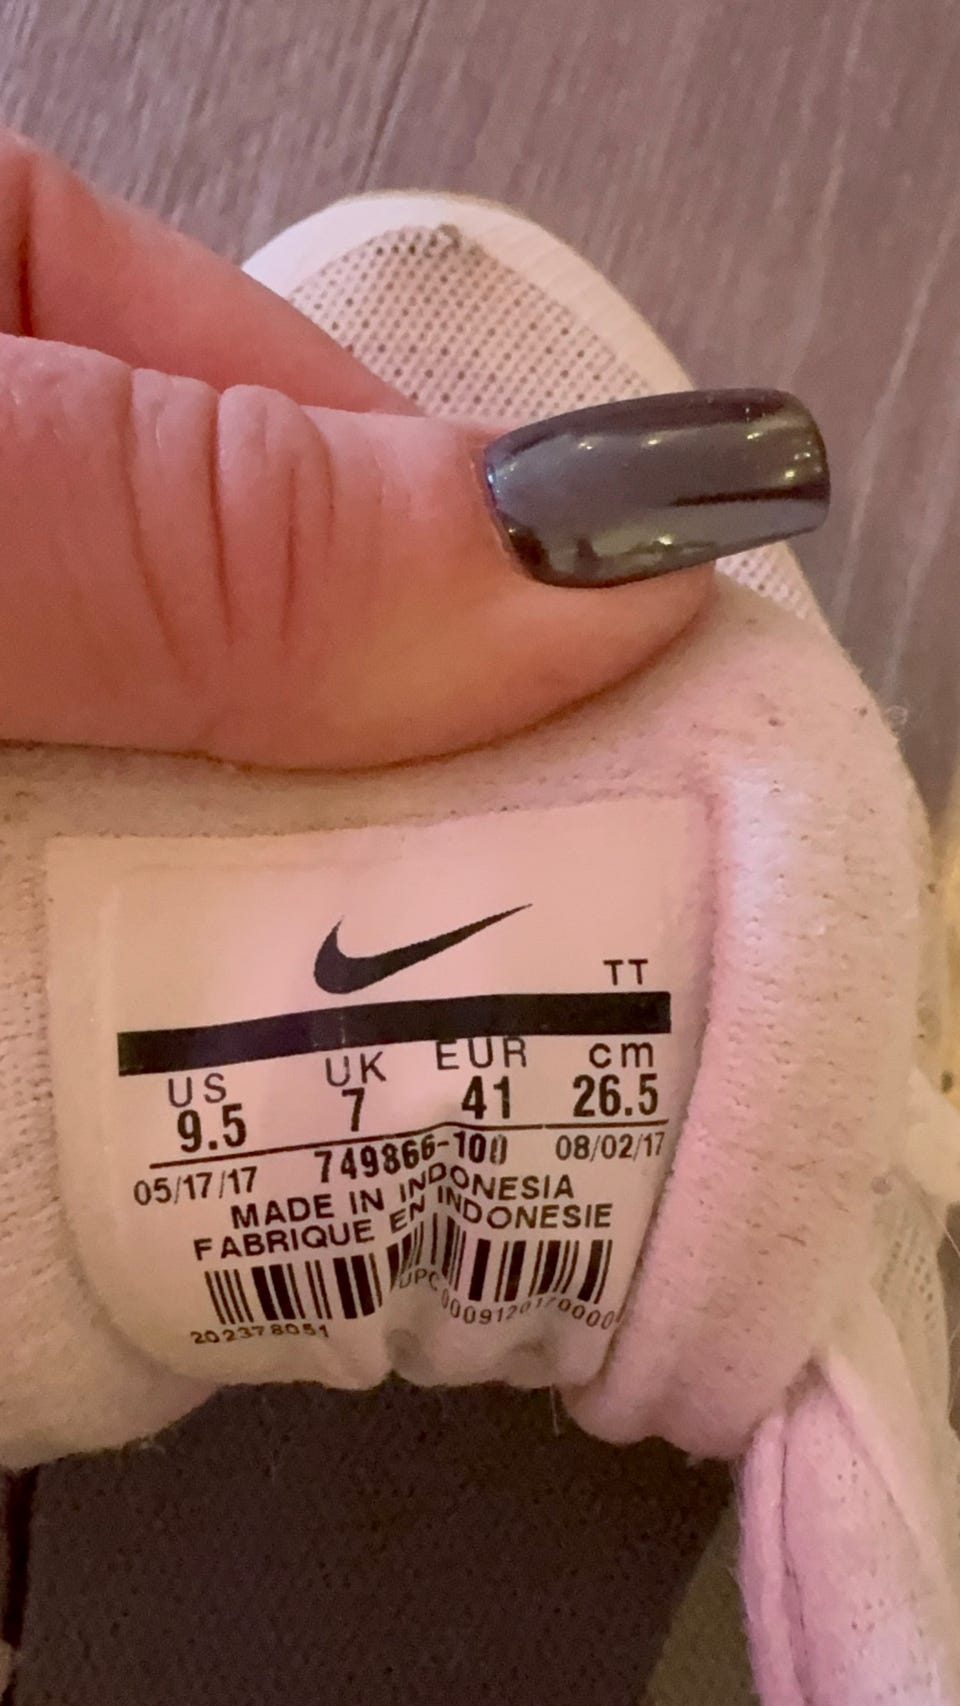 TT
US UK EUR cm
9.5 7 41 26.5
05/17/17 749866-100 08/02/17
MADE IN INDONESIA
FABRIQUE EN INDONESIE
UPC
202378051